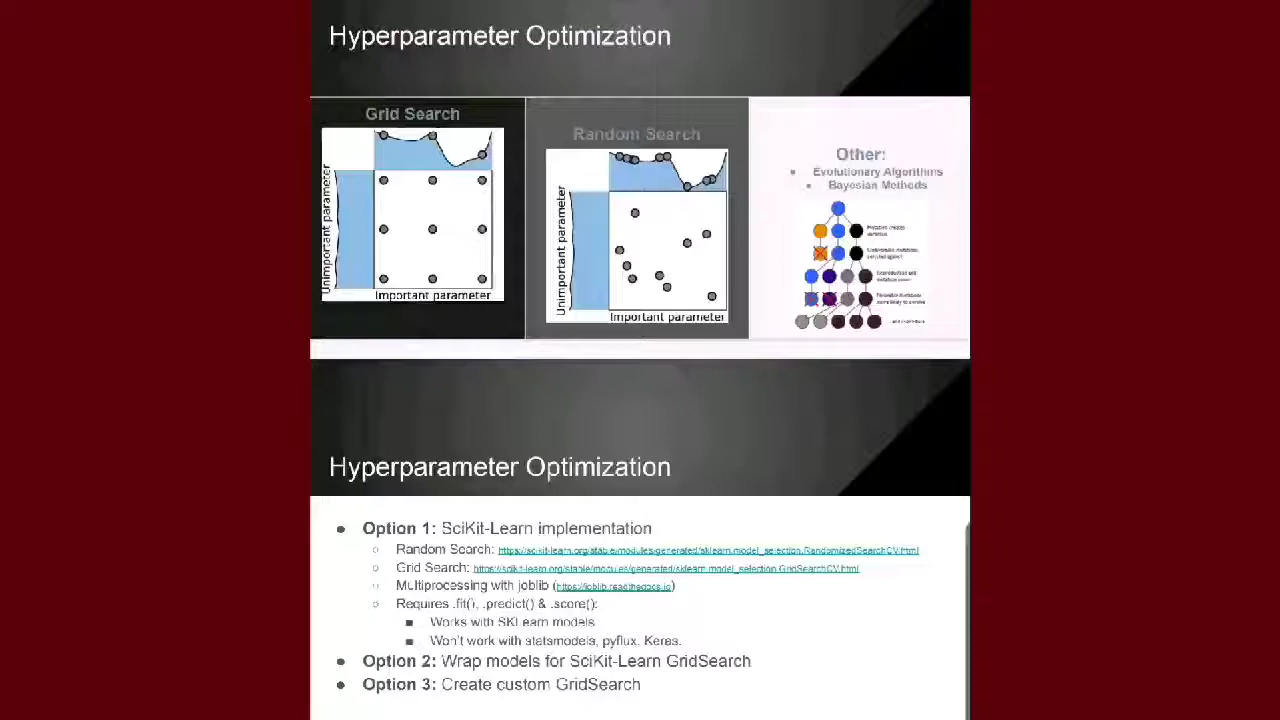 Hyperparameter Optimization
Grid Search
Unimportant parameter
Important parameter
Random Search
Unimportant parameter
Important parameter
Other:
● Evolutionary Algorithms
● Bayesian Methods
Hyperparameter Optimization
● Option 1: SciKit-Learn implementation
○ Random Search: https://scikit-learn.org/stable/modules/generated/sklearn.model_selection.RandomizedSearchCV.html
○ Grid Search: https://scikit-learn.org/stable/modules/generated/sklearn.model_selection.GridSearchCV.html
○ Multiprocessing with joblib (https://joblib.readthedocs.io)
○ Requires .fit(), .predict() & .score():
■ Works with SKLearn models
■ Won't work with statsmodels, pyflux, Keras.
● Option 2: Wrap models for SciKit-Learn GridSearch
● Option 3: Create custom GridSearch